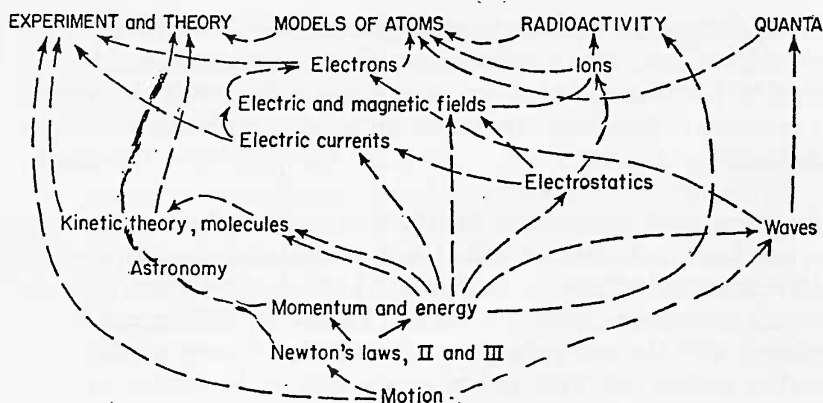 EXPERIMENT and THEORY MODELS OF ATOMS RADIOACTIVITY QUANTA
Electrons Ions
Electric and magnetic fields
Electric currents
Electrostatics
Kinetic theory, molecules Waves
Astronomy
Momentum and energy
Newton's laws, II and III
Motion